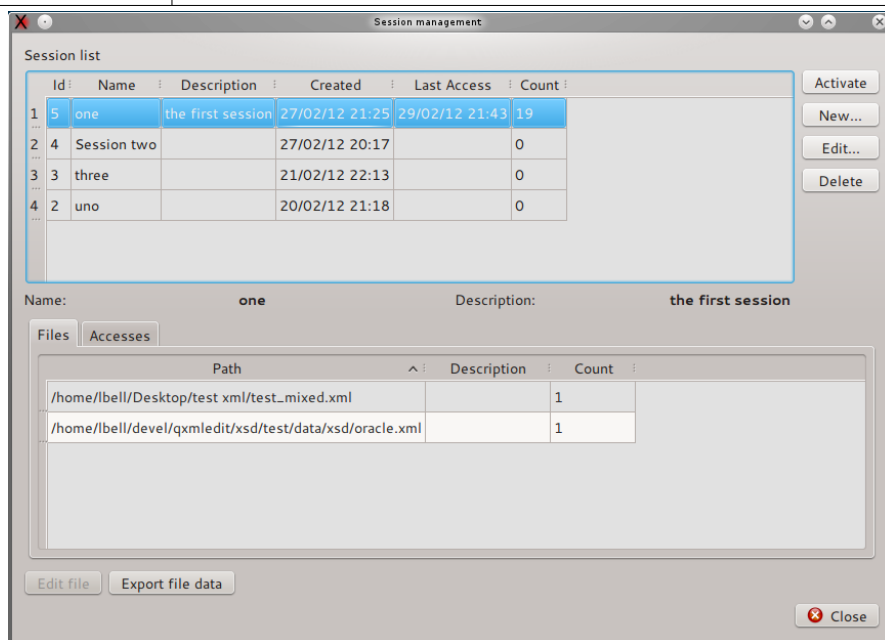 Session management
Session list
Id Name Description Created Last Access Count
1 5 one the first session 27/02/12 21:25 29/02/12 21:43 19
2 4 Session two 27/02/12 20:17 0
3 3 three 21/02/12 22:13 0
4 2 uno 20/02/12 21:18 0
Activate
New...
Edit...
Delete
Name: one Description: the first session
Files Accesses
Path Description Count
/home/lbell/Desktop/test xml/test_mixed.xml 1
/home/lbell/devel/qxmledit/xsd/test/data/xsd/oracle.xml 1
Edit file Export file data
Close